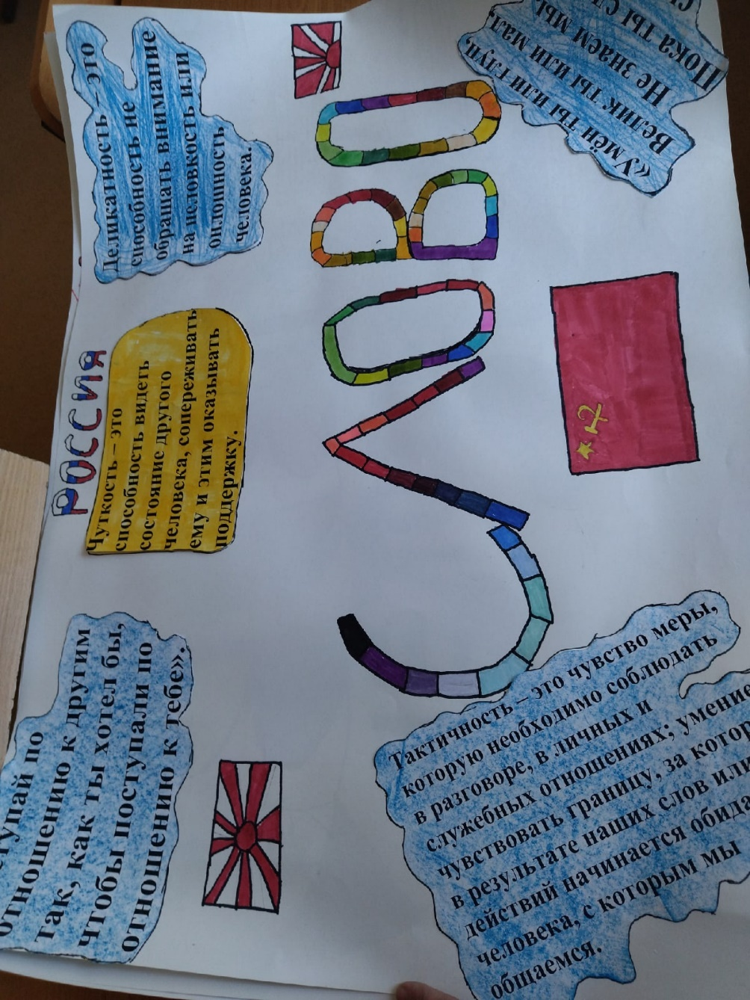 тупай по
отношению к другим
так, как ты хотел бы,
чтобы поступали по
отношению к тебе».
РОССИЯ
Чуткость – это
способность видеть
состояние другого
человека, сопереживать
ему и этим оказывать
поддержку.
Деликатность – это
способность не
обращать внимание
на неловкость или
оплошность
человека.
СЛОВО
Тактичность – это чувство меры,
которую необходимо соблюдать
в разговоре, в личных и
служебных отношениях; умение
чувствовать границу, за котор
в результате наших слов или
действий начинается обида
человека, с которым мы
общаемся.
«Умён ты или глуп,
Велик ты или мал
Не знаем мы
Пока ты с